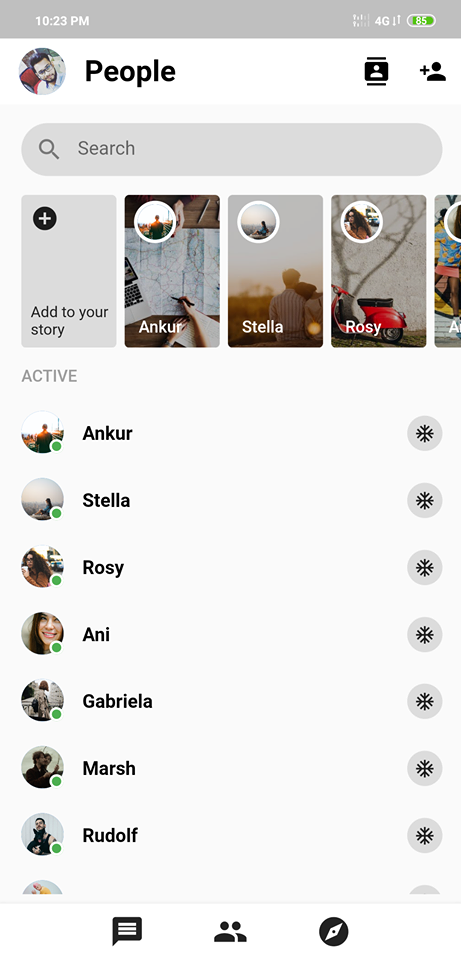 10:23 PM 4G 85
People
Search
Add to your
story
Ankur
Stella
Rosy
ACTIVE
Ankur
Stella
Rosy
Ani
Gabriela
Marsh
Rudolf